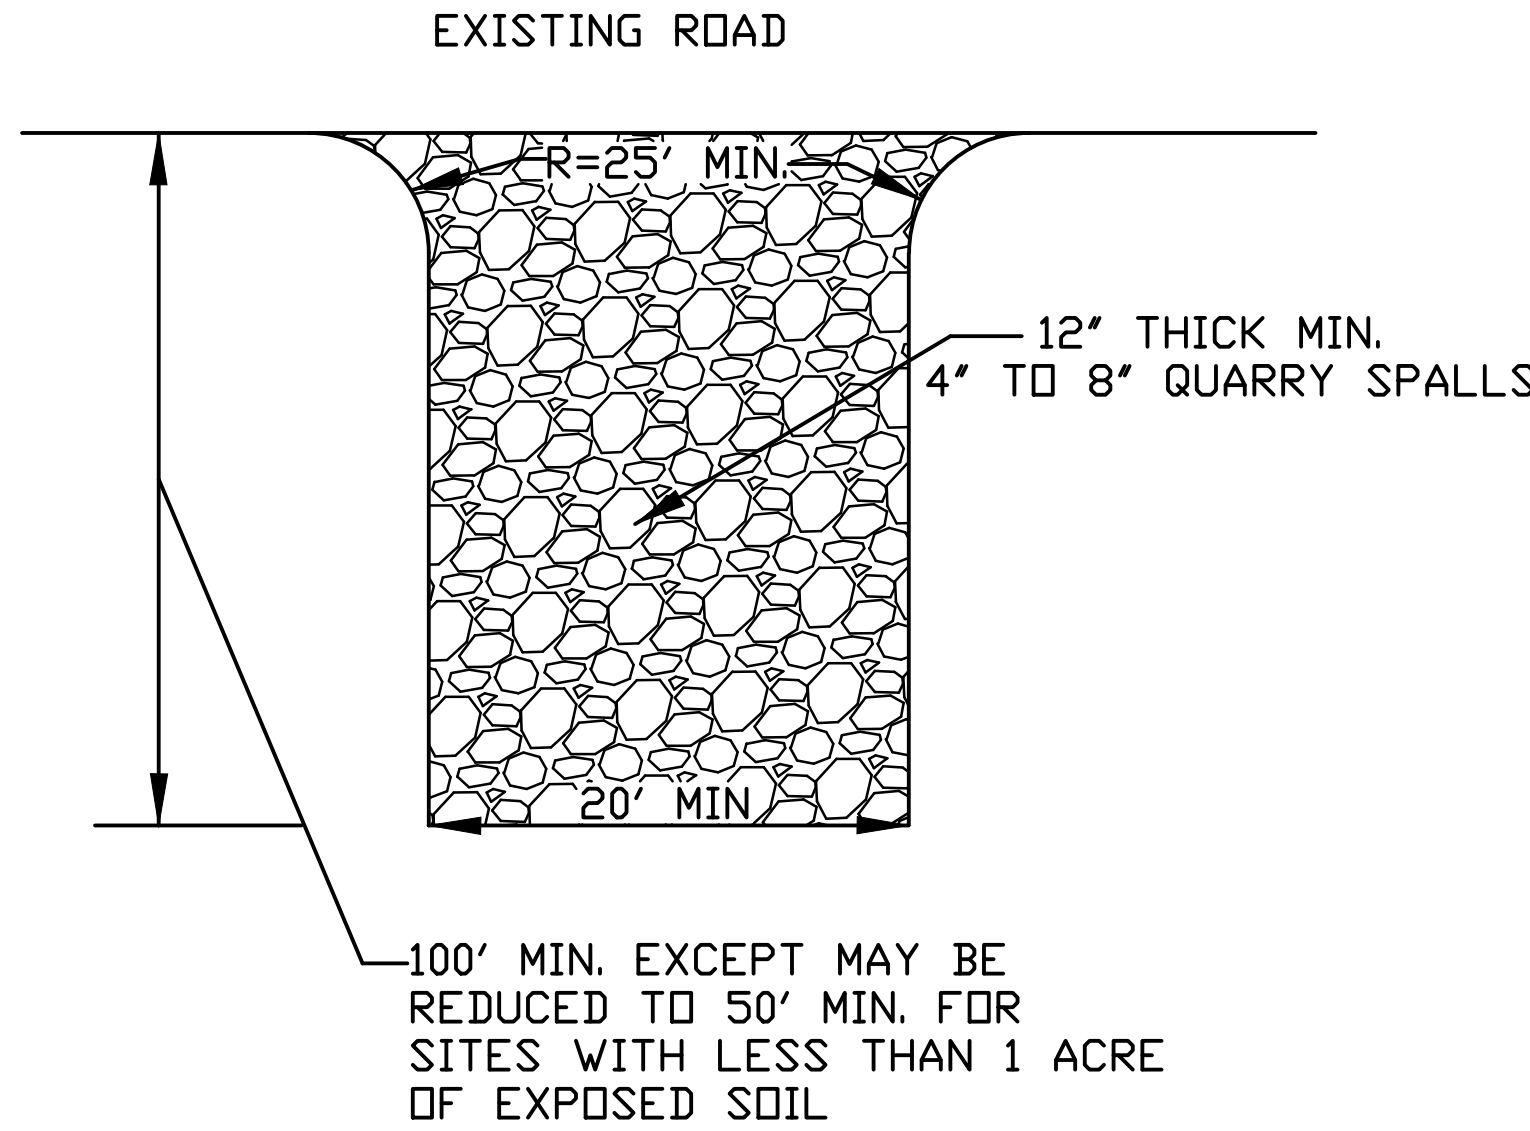 EXISTING ROAD
R=25' MIN.
12" THICK MIN.
4" TO 8" QUARRY SPALLS
20' MIN
100' MIN. EXCEPT MAY BE
REDUCED TO 50' MIN. FOR
SITES WITH LESS THAN 1 ACRE
OF EXPOSED SOIL